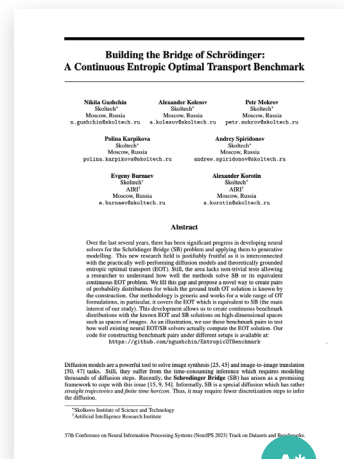 Building the Bridge of Schrödinger:
A Continuous Entropic Optimal Transport Benchmark
Nikita Gushchin Alexander Kolesov Petr Mokrov
Skoltech* Skoltech* Skoltech*
Moscow, Russia Moscow, Russia Moscow, Russia
n.gushchin@skoltech.ru a.kolesov@skoltech.ru petr.mokrov@skoltech.ru
Polina Karpikova Andrey Spiridonov
Skoltech* Skoltech*
Moscow, Russia Moscow, Russia
polina.karpikova@skoltech.ru andrew.spiridonov@skoltech.ru
Evgeny Burnaev Alexander Korotin
Skoltech* Skoltech*
AIRI† AIRI†
Moscow, Russia Moscow, Russia
e.burnaev@skoltech.ru a.korotin@skoltech.ru
Abstract
Over the last several years, there has been significant progress in developing neural
solvers for the Schrödinger Bridge (SB) problem and applying them to generative
modelling. This new research field is justifiably fruitful as it is interconnected
with the practically well-performing diffusion models and theoretically grounded
entropic optimal transport (EOT). Still, the area lacks non-trivial tests allowing
a researcher to understand how well the methods solve SB or its equivalent
continuous EOT problem. We fill this gap and propose a novel way to create pairs
of probability distributions for which the ground truth OT solution is known by
the construction. Our methodology is generic and works for a wide range of OT
formulations, in particular, it covers the EOT which is equivalent to SB (the main
interest of our study). This development allows us to create continuous benchmark
distributions with the known EOT and SB solutions on high-dimensional spaces
such as spaces of images. As an illustration, we use these benchmark pairs to test
how well existing neural EOT/SB solvers actually compute the EOT solution. Our
code for constructing benchmark pairs under different setups is available at:
https://github.com/ngushchin/EntropicOTBenchmark
Diffusion models are a powerful tool to solve image synthesis [25, 45] and image-to-image translation
[50, 47] tasks. Still, they suffer from the time-consuming inference which requires modeling
thousands of diffusion steps. Recently, the Schrodinger Bridge (SB) has arisen as a promising
framework to cope with this issue [15, 9, 54]. Informally, SB is a special diffusion which has rather
straight trajectories and finite time horizon. Thus, it may require fewer discretization steps to infer
the diffusion.
*Skolkovo Institute of Science and Technology
†Artificial Intelligence Research Institute
37th Conference on Neural Information Processing Systems (NeurIPS 2023) Track on Datasets and Benchmarks.
A*